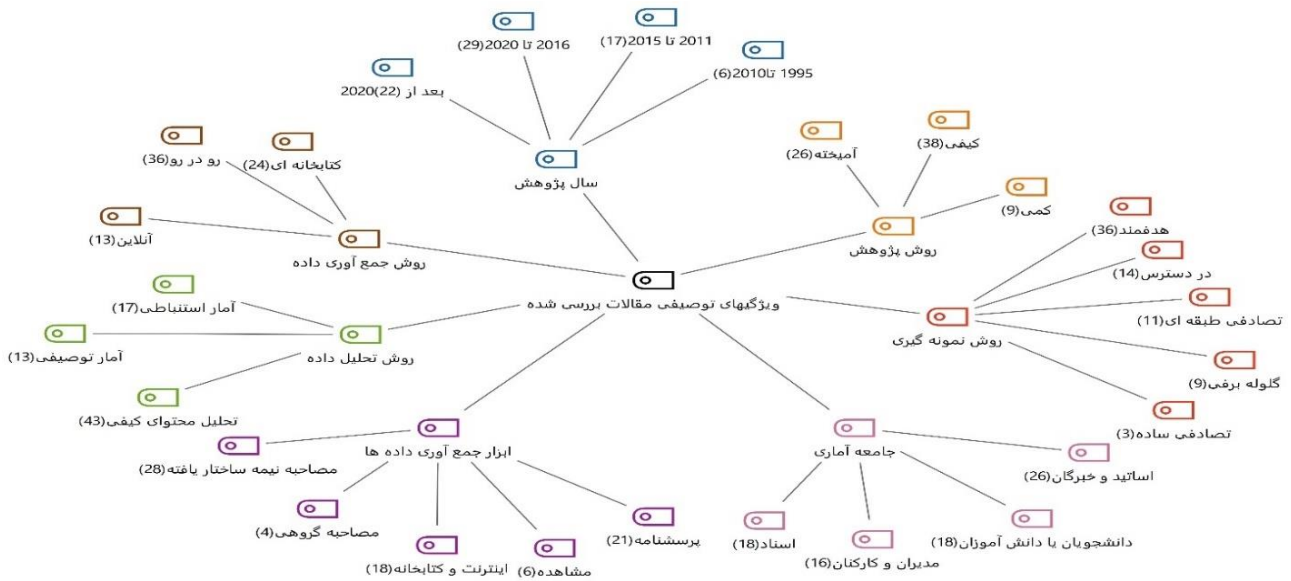 2016 تا 2020(29)
2011 تا 2015(17)
1995 تا2010(6)
بعد از 2020(22)
سال پژوهش
رو در رو(36)
کتابخانه ای(24)
آنلاین(13)
روش جمع آوری داده
آمیخته(26)
کیفی(38)
کمی(9)
روش پژوهش
ویژگیهای توصیفی مقالات بررسی شده
هدفمند(36)
در دسترس(14)
تصادفی طبقه ای(11)
گلوله برفی(9)
تصادفی ساده(3)
روش نمونه گیری
آمار استنباطی(17)
آمار توصیفی(13)
تحلیل محتوای کیفی(43)
روش تحلیل داده
ابزار جمع آوری داده ها
مصاحبه نیمه ساختار یافته(28)
مصاحبه گروهی(4)
اینترنت و کتابخانه(18)
مشاهده(6)
پرسشنامه(21)
جامعه آماری
اساتید و خبرگان(26)
دانشجویان یا دانش آموزان(18)
مدیران و کارکنان(16)
اسناد(18)